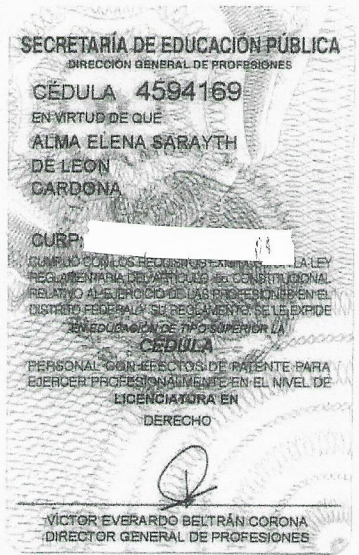 SECRETARÍA DE EDUCACIÓN PÚBLICA
DIRECCIÓN GENERAL DE PROFESIONES
CÉDULA 4594169
EN VIRTUD DE QUE
ALMA ELENA SARAYTH
DE LEON
CARDONA
CURP:
CUMPLIO CON LOS REQUISITOS LA LEY
REGLAMENTARIA DEL ARTICULO 5o. CONSTITUCIONAL
RELATIVO AL EJERCICIO DE LAS PROFESIONES EN EL
DISTRITO FEDERAL Y SU REGLAMENTO, SE LE EXPIDE
EN EDUCACIÓN DE TIPO SUPERIOR LA
CEDULA
PERSONAL CON EFECTOS DE PATENTE PARA
EJERCER PROFESIONALMENTE EN EL NIVEL DE
LICENCIATURA EN
DERECHO
VÍCTOR EVERARDO BELTRÁN CORONA
DIRECTOR GENERAL DE PROFESIONES